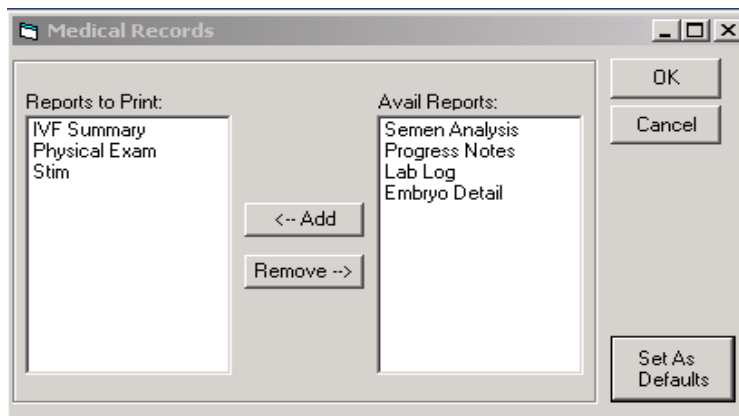 Medical Records
Reports to Print:
IVF Summary
Physical Exam
Stim
<-- Add
Remove -->
Avail Reports:
Semen Analysis
Progress Notes
Lab Log
Embryo Detail
OK
Cancel
Set As
Defaults